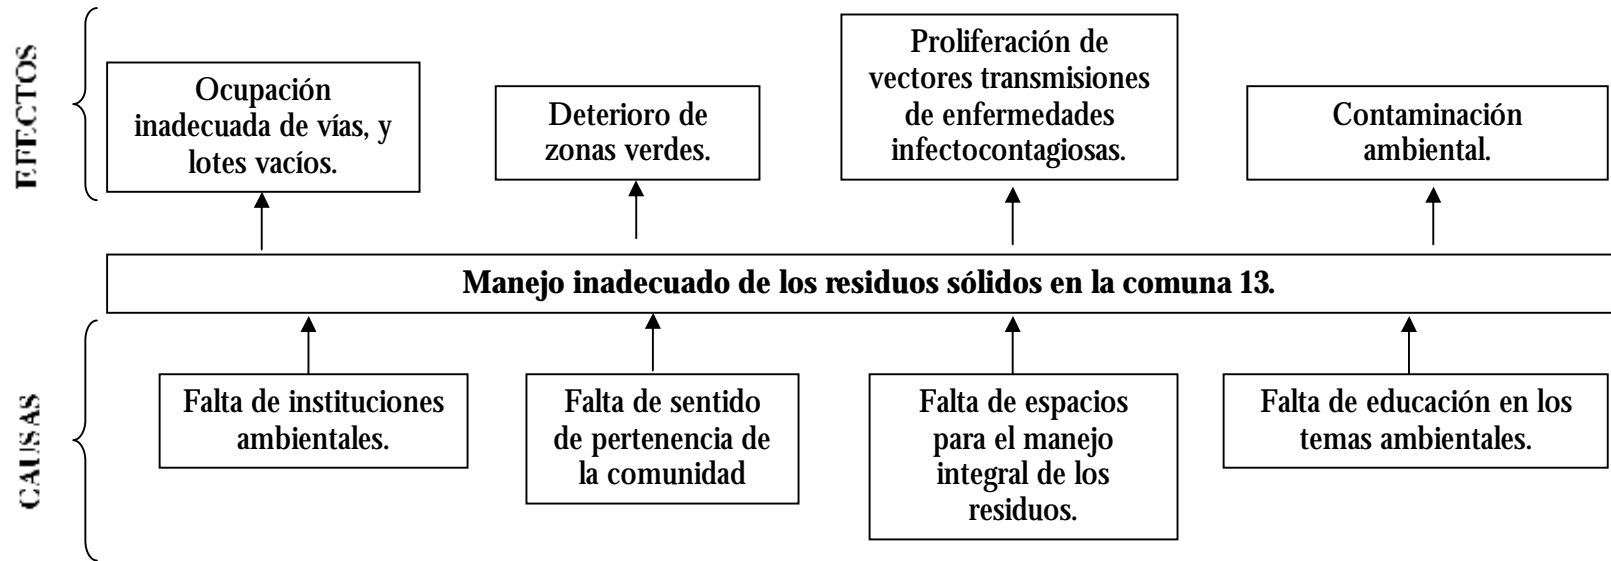 EFECTOS
Ocupación
inadecuada de vías, y
lotes vacíos.
Deterioro de
zonas verdes.
Proliferación de
vectores transmisiones
de enfermedades
infectocontagiosas.
Contaminación
ambiental.
Manejo inadecuado de los residuos sólidos en la comuna 13.
CAUSAS
Falta de instituciones
ambientales.
Falta de sentido
de pertenencia de
la comunidad
Falta de espacios
para el manejo
integral de los
residuos.
Falta de educación en los
temas ambientales.